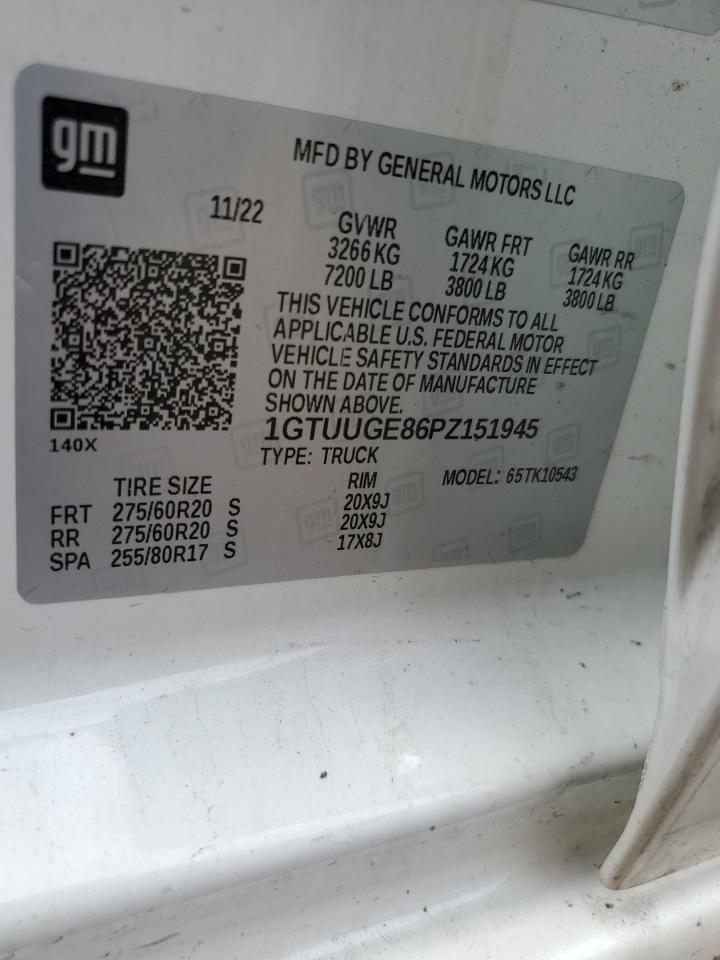 gm
MFD BY GENERAL MOTORS LLC
11/22
GVWR GAWR FRT GAWR RR
3266 KG 1724 KG 1724 KG
7200 LB 3800 LB 3800 LB
THIS VEHICLE CONFORMS TO ALL
APPLICABLE U.S. FEDERAL MOTOR
VEHICLE SAFETY STANDARDS IN EFFECT
ON THE DATE OF MANUFACTURE
SHOWN ABOVE.
140X
1GTUUGE86PZ151945
TYPE: TRUCK MODEL: 65TK10543
TIRE SIZE RIM
FRT 275/60R20 S 20X9J
RR 275/60R20 S 20X9J
SPA 255/80R17 S 17X8J